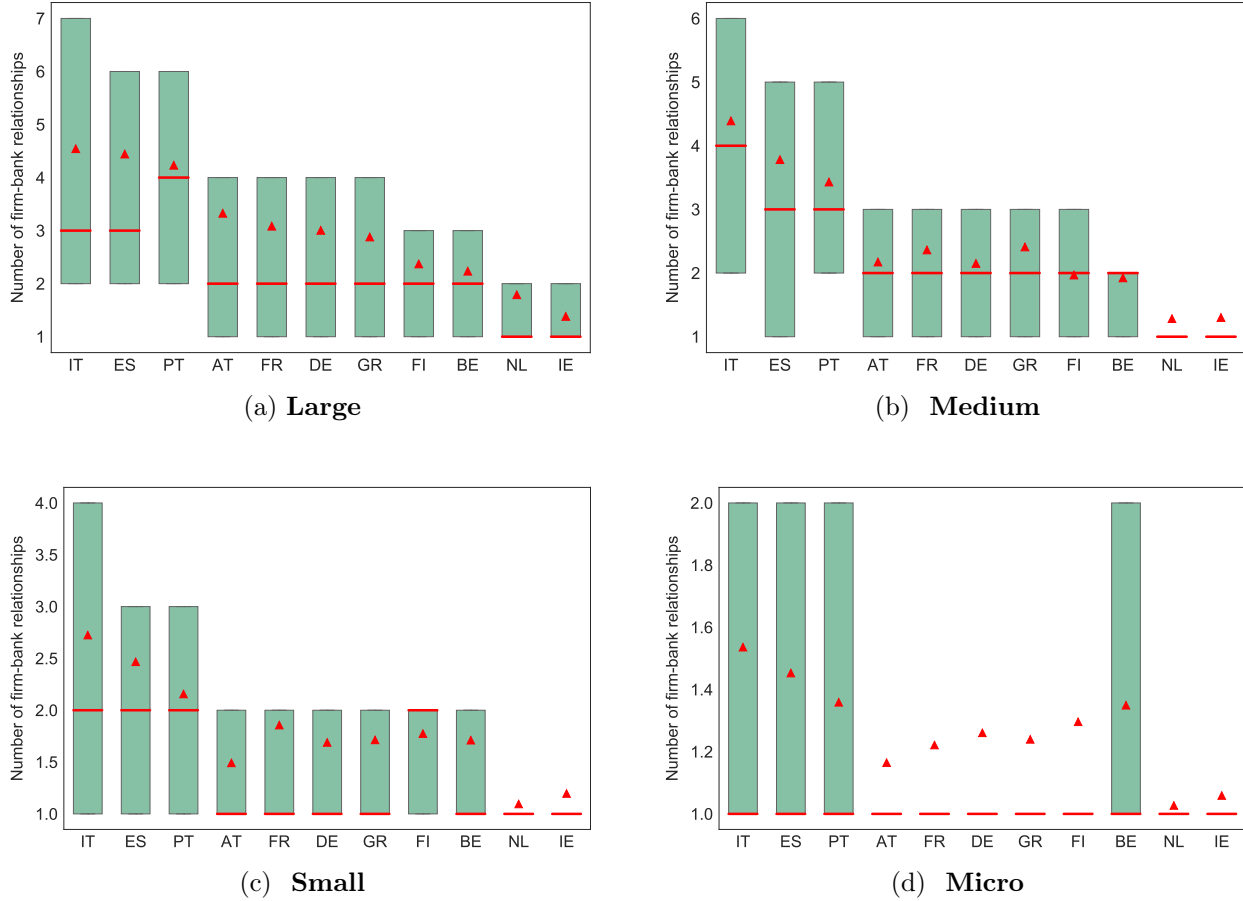 Number of firm-bank relationships
7
6
5
4
3
2
1
IT ES PT AT FR DE GR FI BE NL IE
(a) Large
Number of firm-bank relationships
6
5
4
3
2
1
IT ES PT AT FR DE GR FI BE NL IE
(b) Medium
Number of firm-bank relationships
4.0
3.5
3.0
2.5
2.0
1.5
1.0
IT ES PT AT FR DE GR FI BE NL IE
(c) Small
Number of firm-bank relationships
2.0
1.8
1.6
1.4
1.2
1.0
IT ES PT AT FR DE GR FI BE NL IE
(d) Micro